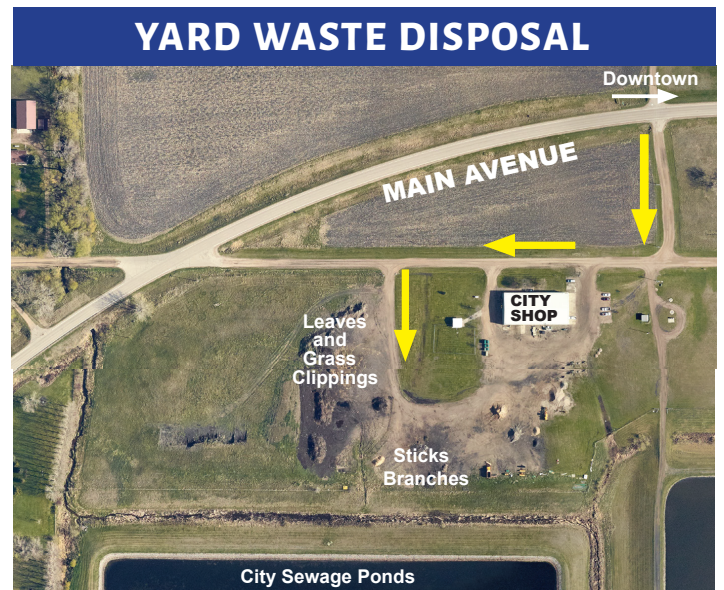 YARD WASTE DISPOSAL
Downtown
MAIN AVENUE
CITY
SHOP
Leaves
and
Grass
Clippings
Sticks
Branches
City Sewage Ponds